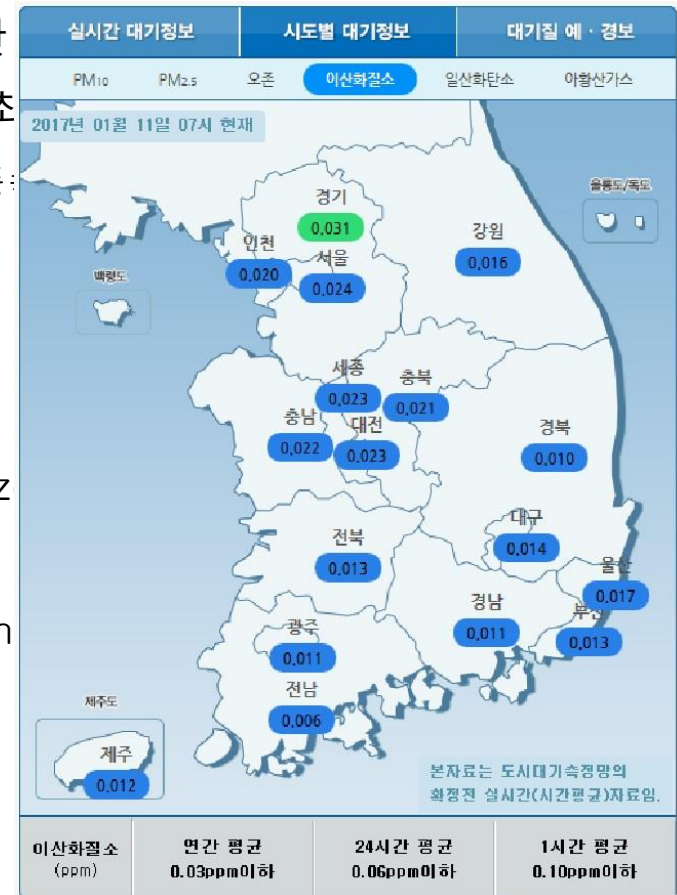 실시간 대기정보 시도별 대기정보 대기질 예·경보
PM10 PM2.5 오존 이산화질소 일산화탄소 아황산가스
2017년 01월 11일 07시 현재
경기
0.031
울릉도/독도
강원
0.016
인천
0.020
서울
0.024
백령도
세종
0.023
충북
0.021
충남
0.022
대전
0.023
경북
0.010
대구
0.014
전북
0.013
울산
0.017
경남
0.011
부산
0.013
광주
0.011
전남
0.006
제주도
제주
0.012
본자료는 도시대기측정망의
확정전 실시간(시간평균)자료임.
이산화질소 연간 평균 24시간 평균 1시간 평균
(ppm) 0.03ppm이하 0.06ppm이하 0.10ppm이하